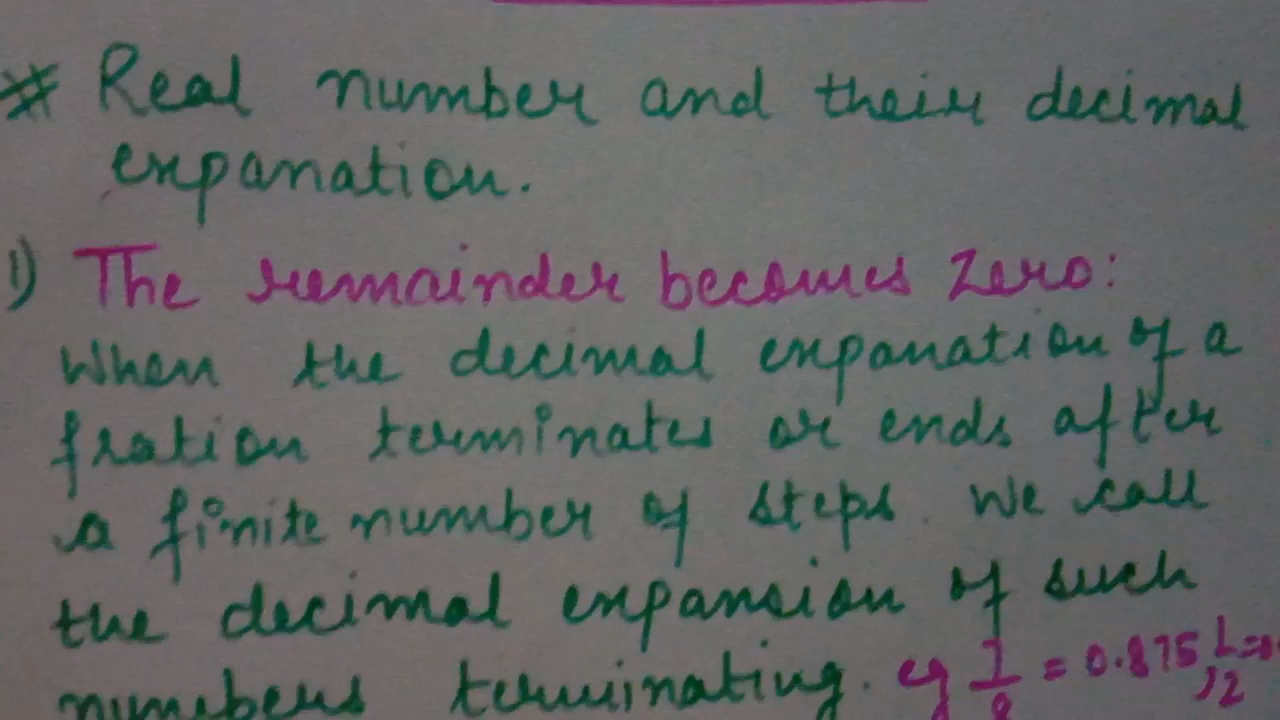 * Real number and their decimal
expanation.
1) The remainder becomes zero:
When the decimal expanation of a
fration terminates or ends after
a finite number of steps. We call
the decimal expansion of such
numbers terminating. eg 7/8 = 0.875, 1/2 =